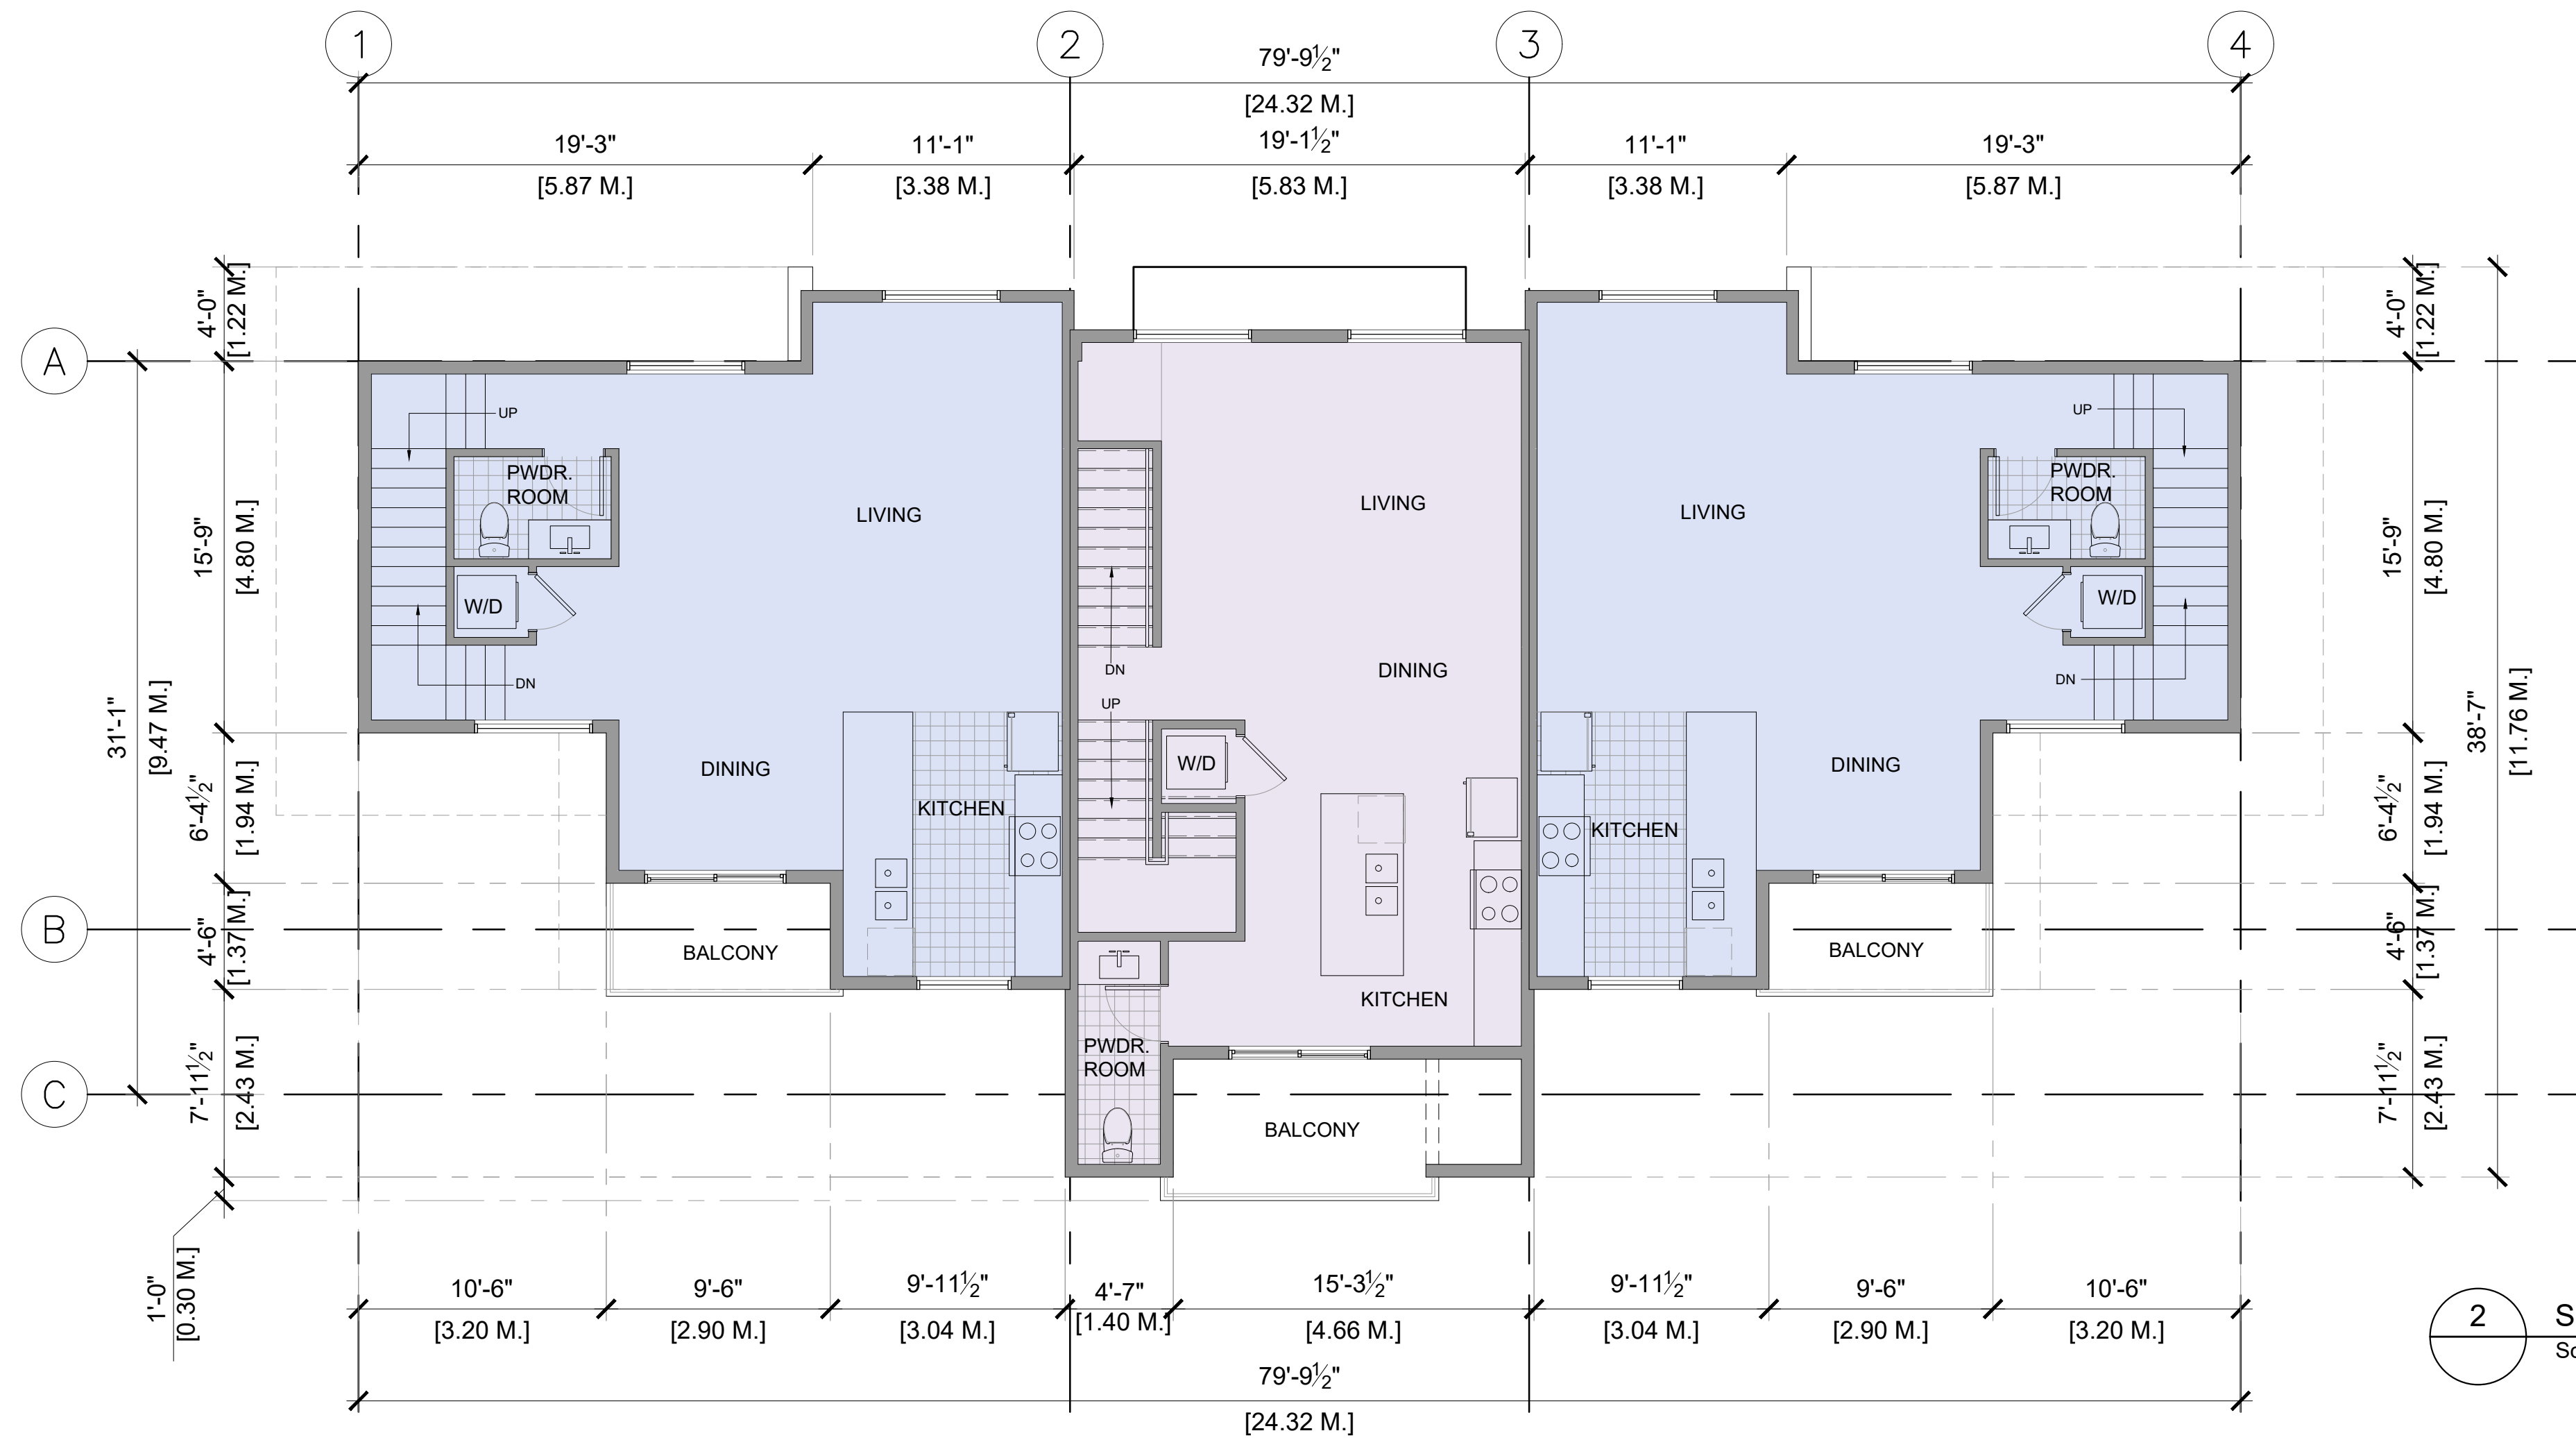 1
2
3
4
79'-9½"
[24.32 M.]
19'-3"
11'-1"
19'-1½"
11'-1"
19'-3"
[5.87 M.]
[3.38 M.]
[5.83 M.]
[3.38 M.]
[5.87 M.]
4'-0"
[1.22 M.]
4'-0"
[1.22 M.]
A
UP
UP
PWDR.
ROOM
PWDR.
ROOM
LIVING
LIVING
LIVING
15'-9"
[4.80 M.]
15'-9"
[4.80 M.]
W/D
W/D
DN
DN
DN
UP
DINING
31'-1"
[9.47 M.]
38'-7"
[11.76 M.]
W/D
DINING
DINING
6'-4½"
[1.94 M.]
6'-4½"
[1.94 M.]
KITCHEN
KITCHEN
B
4'-6"
[1.37 M.]
4'-6"
[1.37 M.]
BALCONY
BALCONY
KITCHEN
PWDR.
ROOM
C
7'-11½"
[2.43 M.]
7'-11½"
[2.43 M.]
BALCONY
1'-0"
[0.30 M.]
10'-6"
9'-6"
9'-11½"
4'-7"
15'-3½"
9'-11½"
9'-6"
10'-6"
[3.20 M.]
[2.90 M.]
[3.04 M.]
[1.40 M.]
[4.66 M.]
[3.04 M.]
[2.90 M.]
[3.20 M.]
79'-9½"
[24.32 M.]
2
S